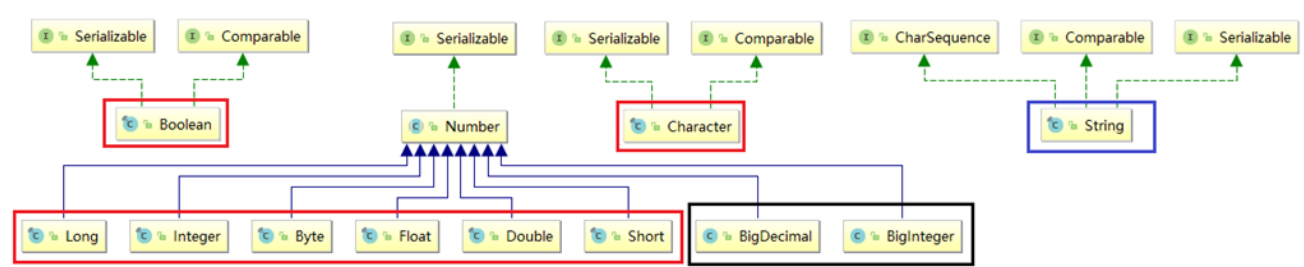 Serializable Comparable Serializable Serializable Comparable CharSequence Comparable Serializable
Boolean Number Character String
Long Integer Byte Float Double Short BigDecimal BigInteger